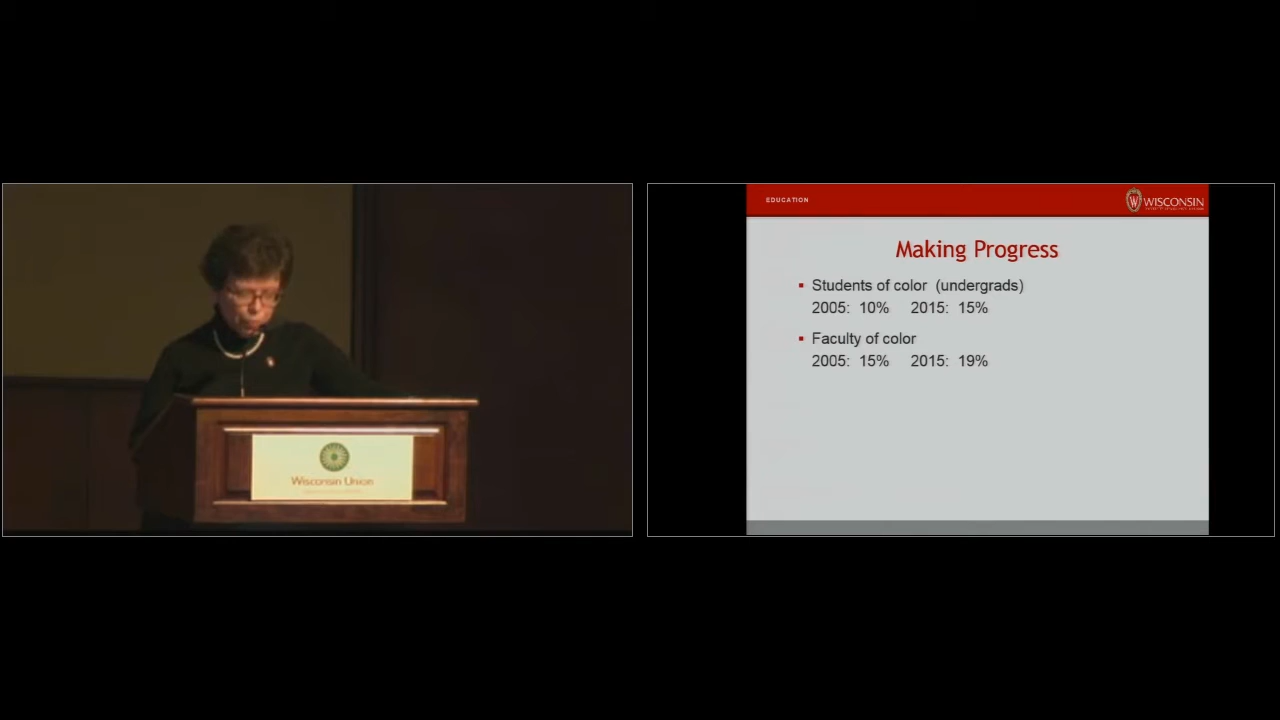 Wisconsin Union
EDUCATION
W
WISCONSIN
Making Progress
Students of color (undergrads)
2005: 10% 2015: 15%
Faculty of color
2005: 15% 2015: 19%